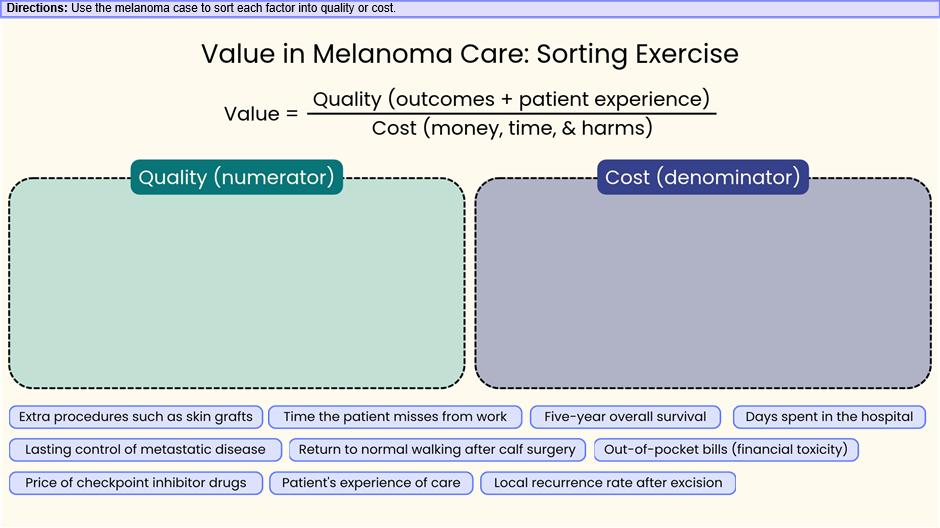 Directions: Use the melanoma case to sort each factor into quality or cost.
Value in Melanoma Care: Sorting Exercise
Value = Quality (outcomes + patient experience)
Cost (money, time, & harms)
Quality (numerator)
Cost (denominator)
Extra procedures such as skin grafts
Time the patient misses from work
Five-year overall survival
Days spent in the hospital
Lasting control of metastatic disease
Return to normal walking after calf surgery
Out-of-pocket bills (financial toxicity)
Price of checkpoint inhibitor drugs
Patient's experience of care
Local recurrence rate after excision